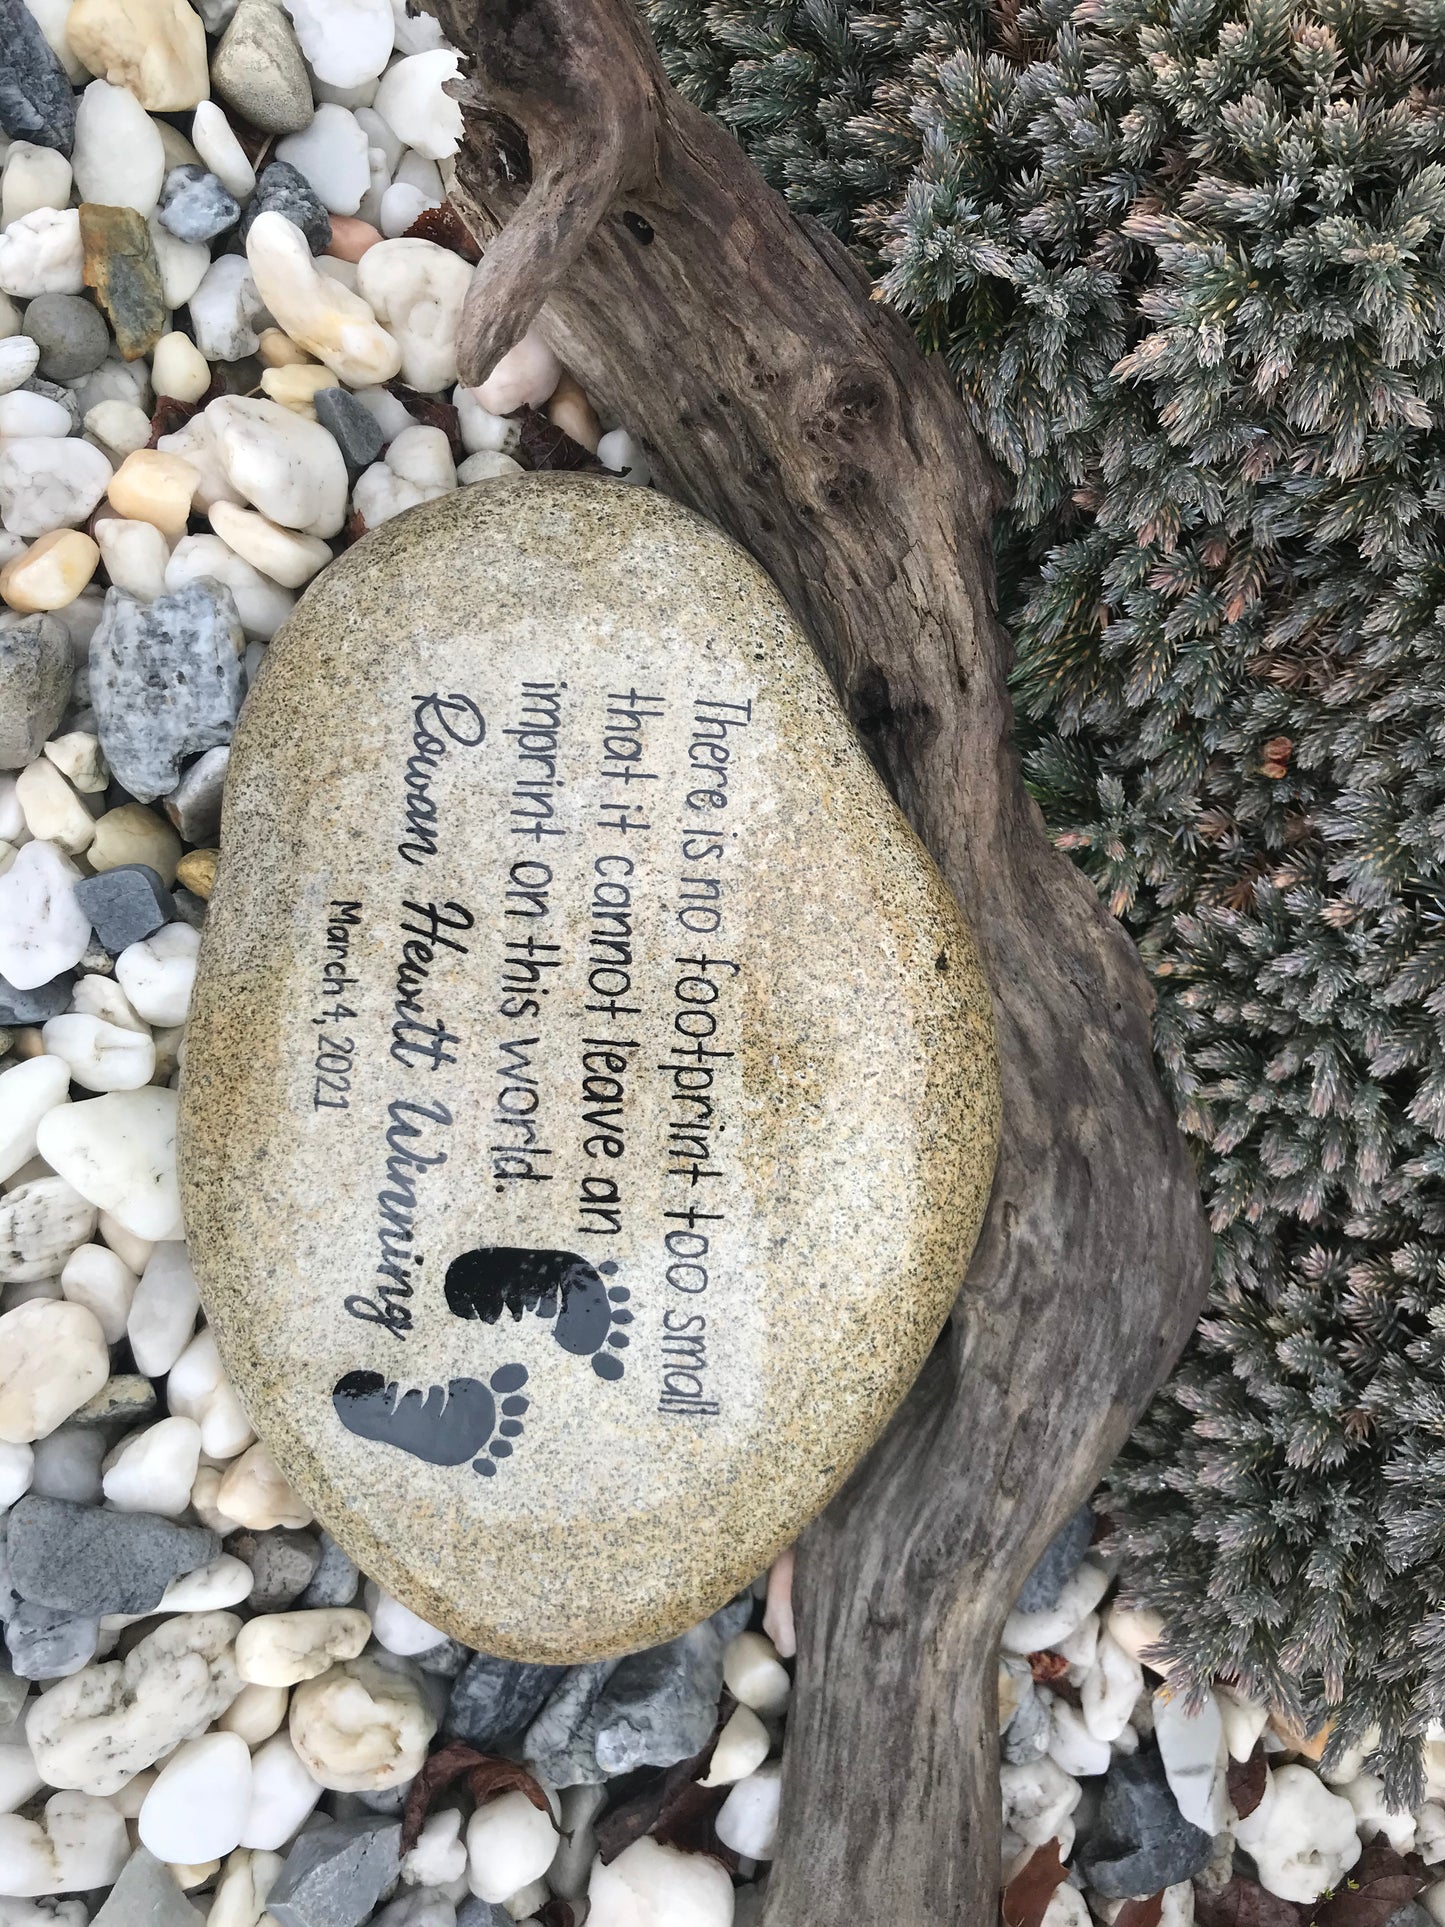 There is no footprint too small
that it cannot leave an
imprint on this world.
Rowan Hewitt Winning
March 4, 2021